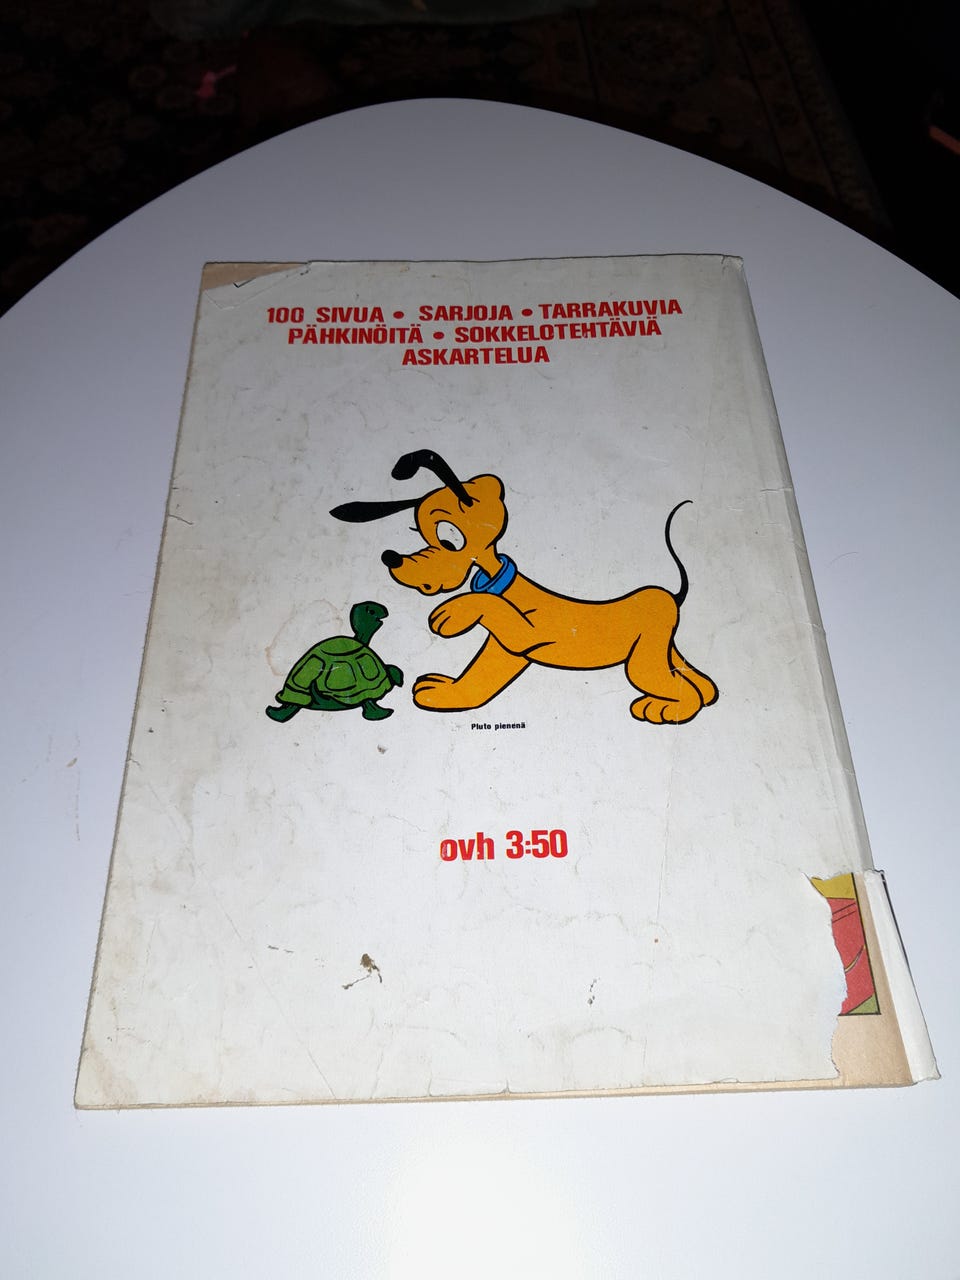 100 SIVUA • SARJOJA • TARRAKUVIA
PÄHKINÖITÄ • SOKKELOTEHTÄVIÄ
ASKARTELUA
Pluto pienenä
ovh 3:50